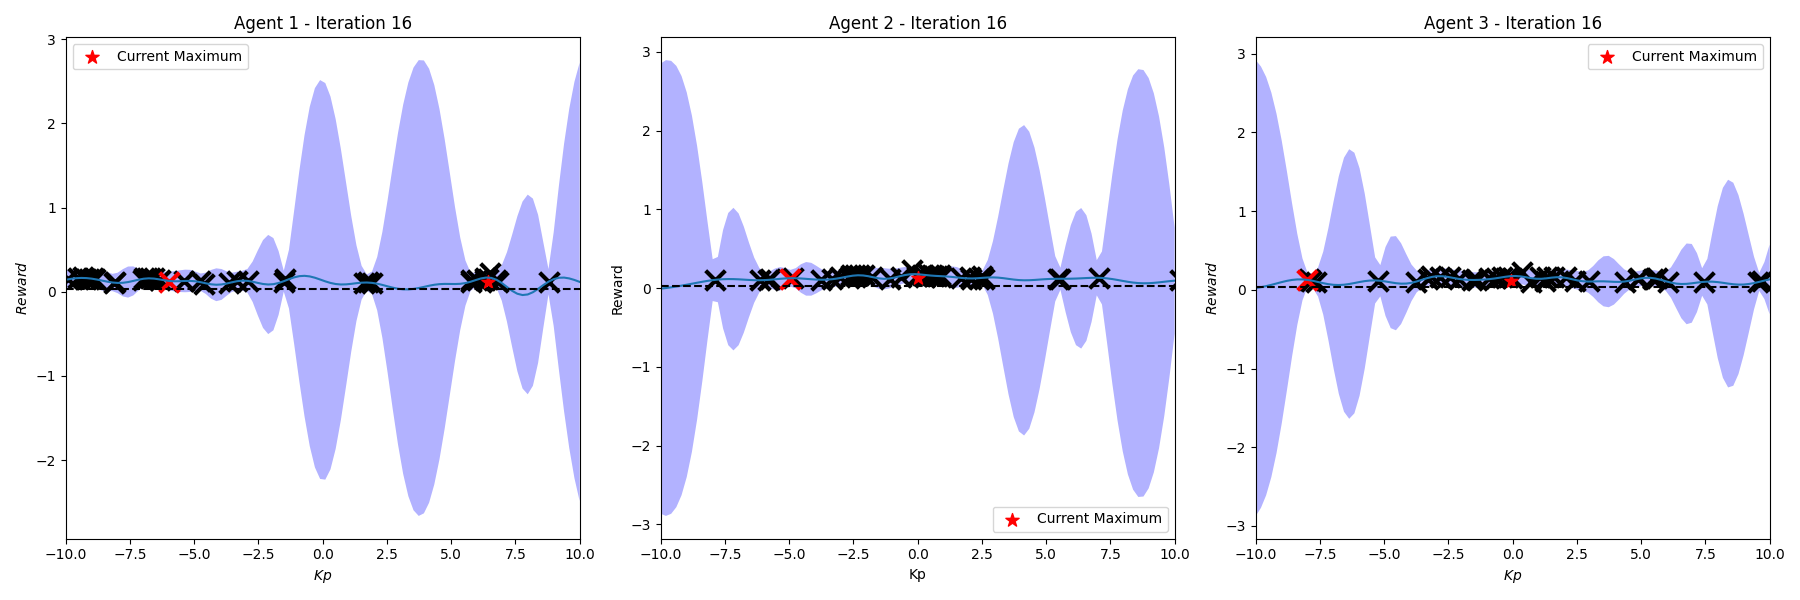 Agent 1 - Iteration 16
Current Maximum
3
2
1
0
−1
−2
Reward
−10.0 −7.5 −5.0 −2.5 0.0 2.5 5.0 7.5 10.0
Kp
Agent 2 - Iteration 16
3
2
1
0
−1
−2
−3
Reward
Current Maximum
−10.0 −7.5 −5.0 −2.5 0.0 2.5 5.0 7.5 10.0
Kp
Agent 3 - Iteration 16
Current Maximum
3
2
1
0
−1
−2
−3
Reward
−10.0 −7.5 −5.0 −2.5 0.0 2.5 5.0 7.5 10.0
Kp